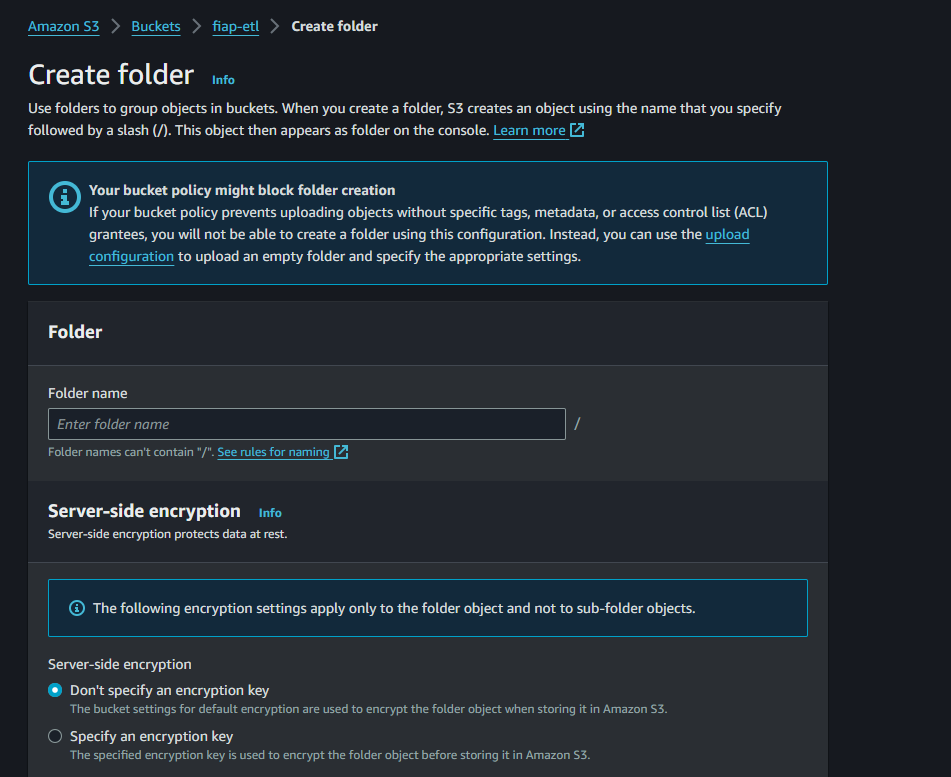 Amazon S3 > Buckets > fiap-etl > Create folder
Create folder Info
Use folders to group objects in buckets. When you create a folder, S3 creates an object using the name that you specify
followed by a slash (/). This object then appears as folder on the console. Learn more
Your bucket policy might block folder creation
If your bucket policy prevents uploading objects without specific tags, metadata, or access control list (ACL)
grantees, you will not be able to create a folder using this configuration. Instead, you can use the upload
configuration to upload an empty folder and specify the appropriate settings.
Folder
Folder name
Enter folder name /
Folder names can't contain "/". See rules for naming
Server-side encryption Info
Server-side encryption protects data at rest.
The following encryption settings apply only to the folder object and not to sub-folder objects.
Server-side encryption
Don't specify an encryption key
The bucket settings for default encryption are used to encrypt the folder object when storing it in Amazon S3.
Specify an encryption key
The specified encryption key is used to encrypt the folder object before storing it in Amazon S3.